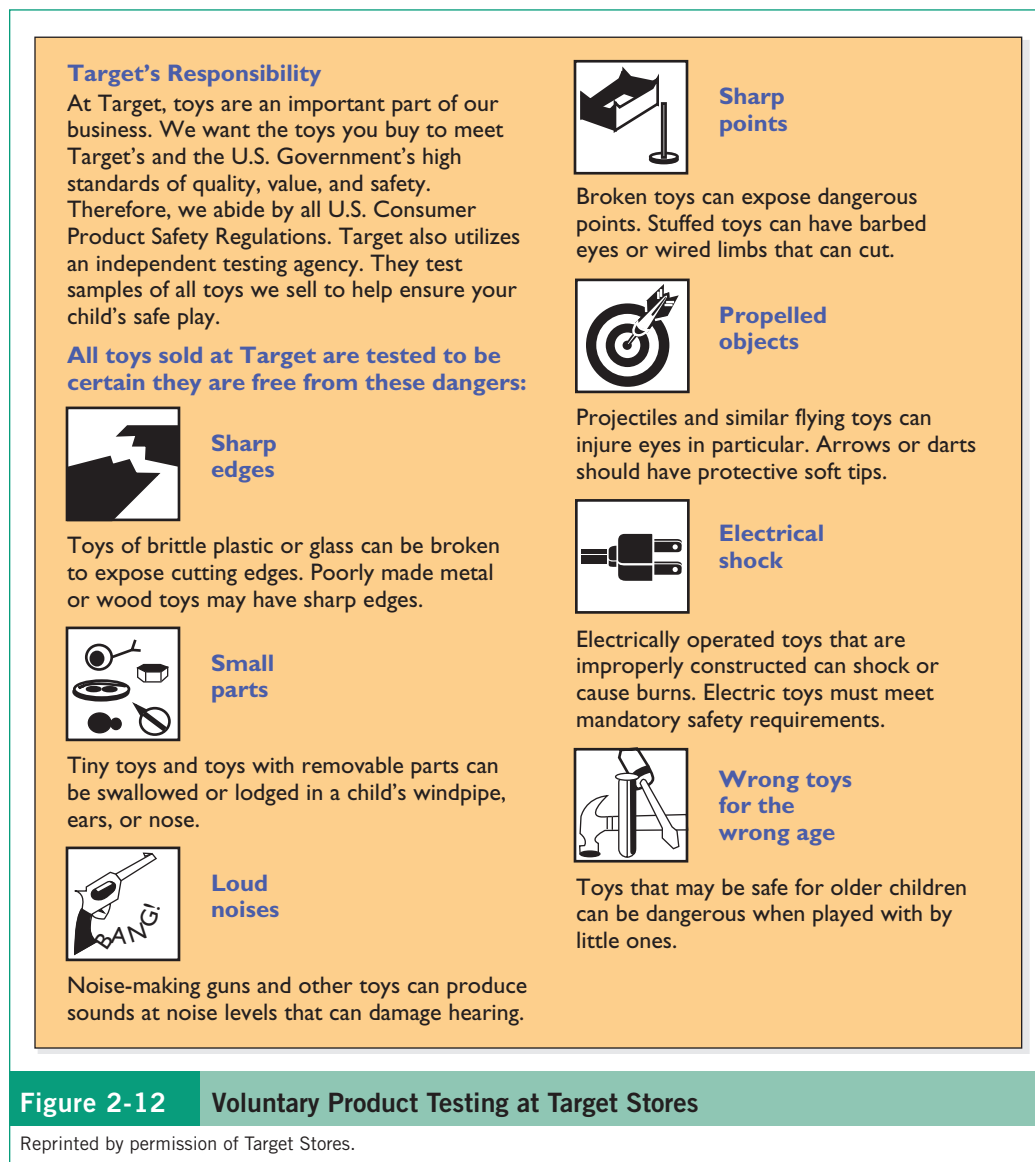 Target's Responsibility
At Target, toys are an important part of our
business. We want the toys you buy to meet
Target's and the U.S. Government's high
standards of quality, value, and safety.
Therefore, we abide by all U.S. Consumer
Product Safety Regulations. Target also utilizes
an independent testing agency. They test
samples of all toys we sell to help ensure your
child's safe play.
All toys sold at Target are tested to be
certain they are free from these dangers:
Sharp
edges
Toys of brittle plastic or glass can be broken
to expose cutting edges. Poorly made metal
or wood toys may have sharp edges.
Small
parts
Tiny toys and toys with removable parts can
be swallowed or lodged in a child's windpipe,
ears, or nose.
BANG!
Loud
noises
Noise-making guns and other toys can produce
sounds at noise levels that can damage hearing.
Sharp
points
Broken toys can expose dangerous
points. Stuffed toys can have barbed
eyes or wired limbs that can cut.
Propelled
objects
Projectiles and similar flying toys can
injure eyes in particular. Arrows or darts
should have protective soft tips.
Electrical
shock
Electrically operated toys that are
improperly constructed can shock or
cause burns. Electric toys must meet
mandatory safety requirements.
Wrong toys
for the
wrong age
Toys that may be safe for older children
can be dangerous when played with by
little ones.
Figure 2-12 Voluntary Product Testing at Target Stores
Reprinted by permission of Target Stores.